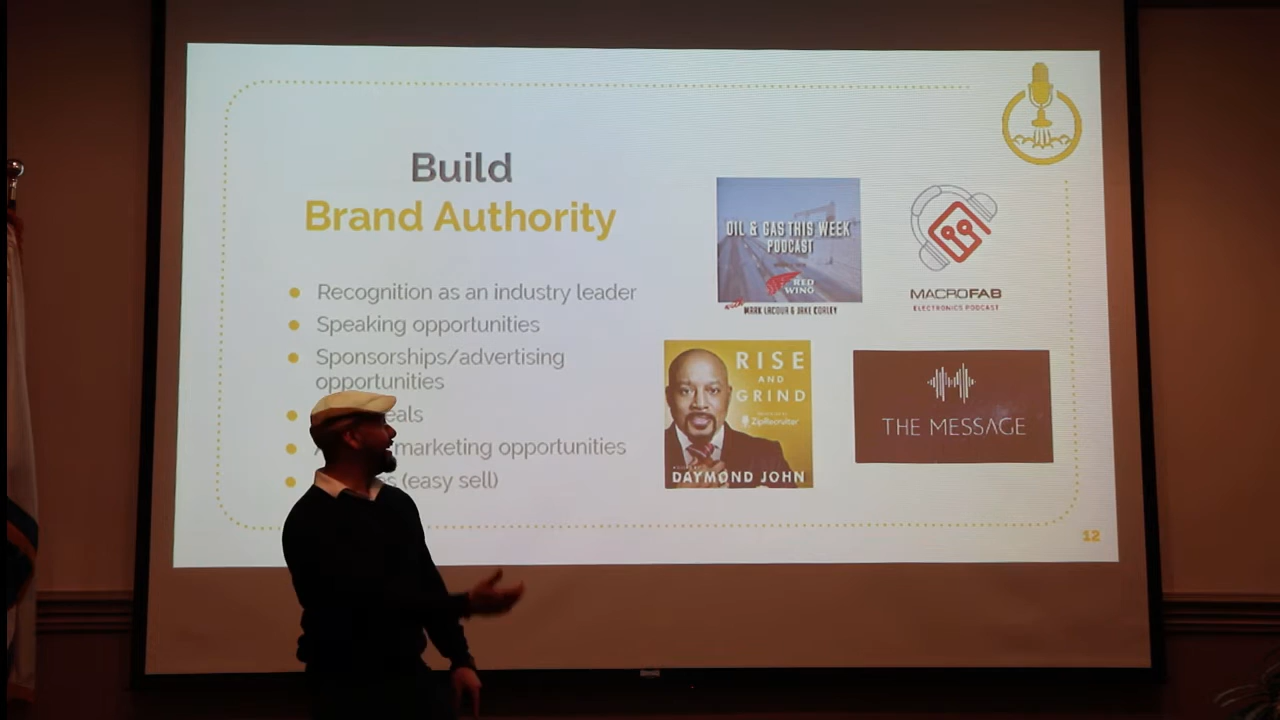 Build
Brand Authority
Recognition as an industry leader
Speaking opportunities
Sponsorships/advertising
opportunities
marketing opportunities
(easy sell)
OIL & GAS THIS WEEK
PODCAST
RED
WING
with MARK LACOUR & JAKE CORLEY
MACROFAB
ELECTRONICS PODCAST
RISE
AND
GRIND
ZipRecruiter
DAYMOND JOHN
THE MESSAGE
12